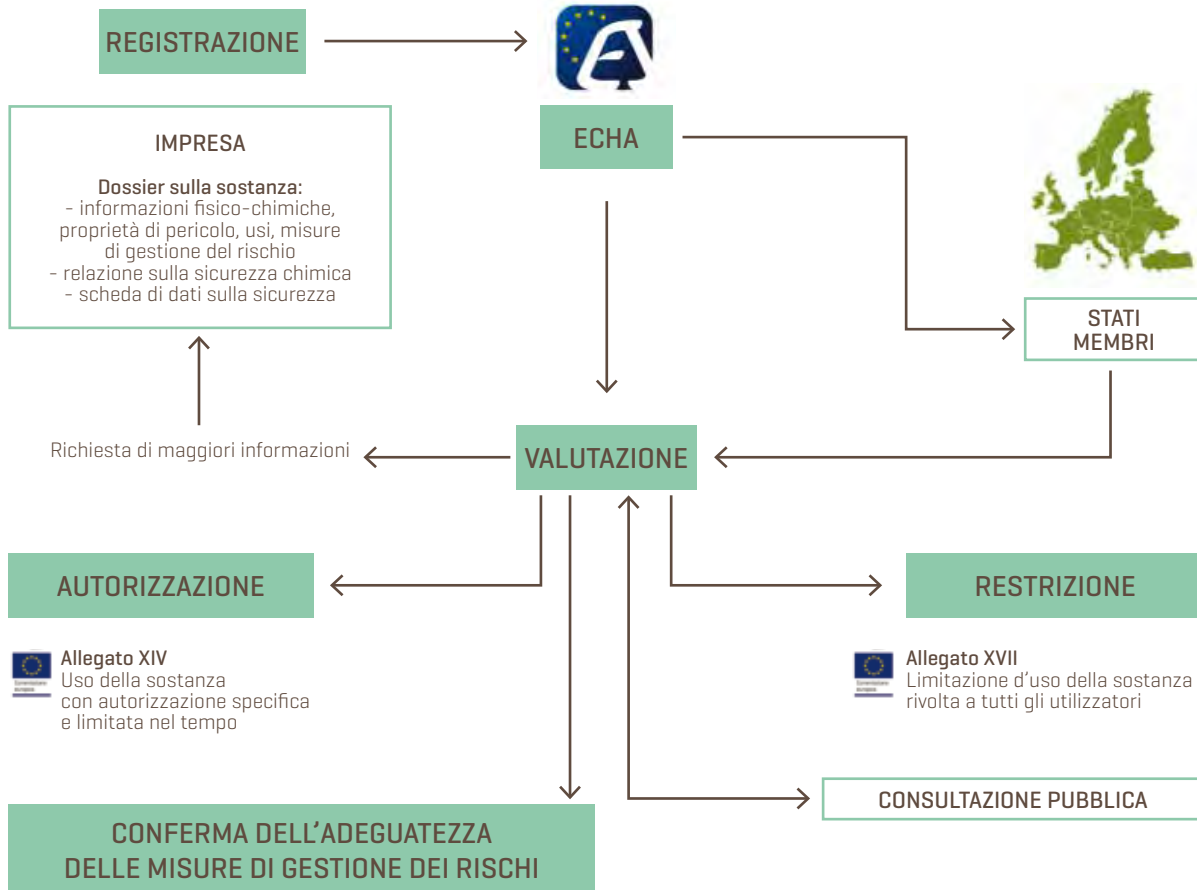 REGISTRAZIONE
IMPRESA
Dossier sulla sostanza:
- informazioni fisico-chimiche,
proprietà di pericolo, usi, misure
di gestione del rischio
- relazione sulla sicurezza chimica
- scheda di dati sulla sicurezza
ECHA
STATI
MEMBRI
Richiesta di maggiori informazioni
VALUTAZIONE
AUTORIZZAZIONE
Allegato XIV
Uso della sostanza
con autorizzazione specifica
e limitata nel tempo
RESTRIZIONE
Allegato XVII
Limitazione d'uso della sostanza
rivolta a tutti gli utilizzatori
CONSULTAZIONE PUBBLICA
CONFERMA DELL'ADEGUATEZZA
DELLE MISURE DI GESTIONE DEI RISCHI